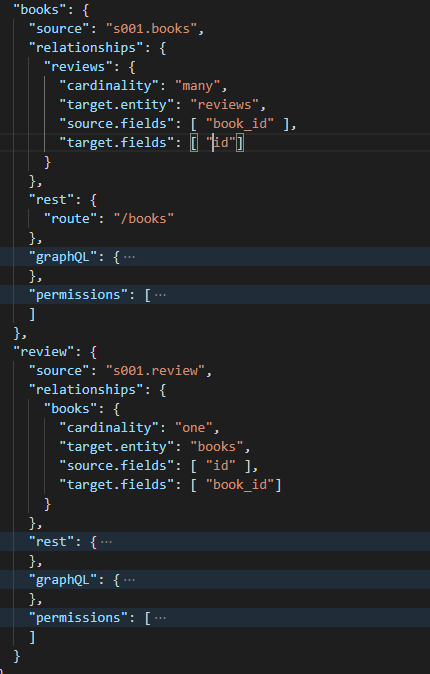 "books": {
"source": "s001.books",
"relationships": {
"reviews": {
"cardinality": "many",
"target.entity": "reviews",
"source.fields": [ "book_id" ],
"target.fields": [ "id"]
}
},
"rest": {
"route": "/books"
},
"graphQL": {···
},
"permissions": [···
]
},
"review": {
"source": "s001.review",
"relationships": {
"books": {
"cardinality": "one",
"target.entity": "books",
"source.fields": [ "id" ],
"target.fields": [ "book_id"]
}
},
"rest": {···
},
"graphQL": {···
},
"permissions": [···
]
}